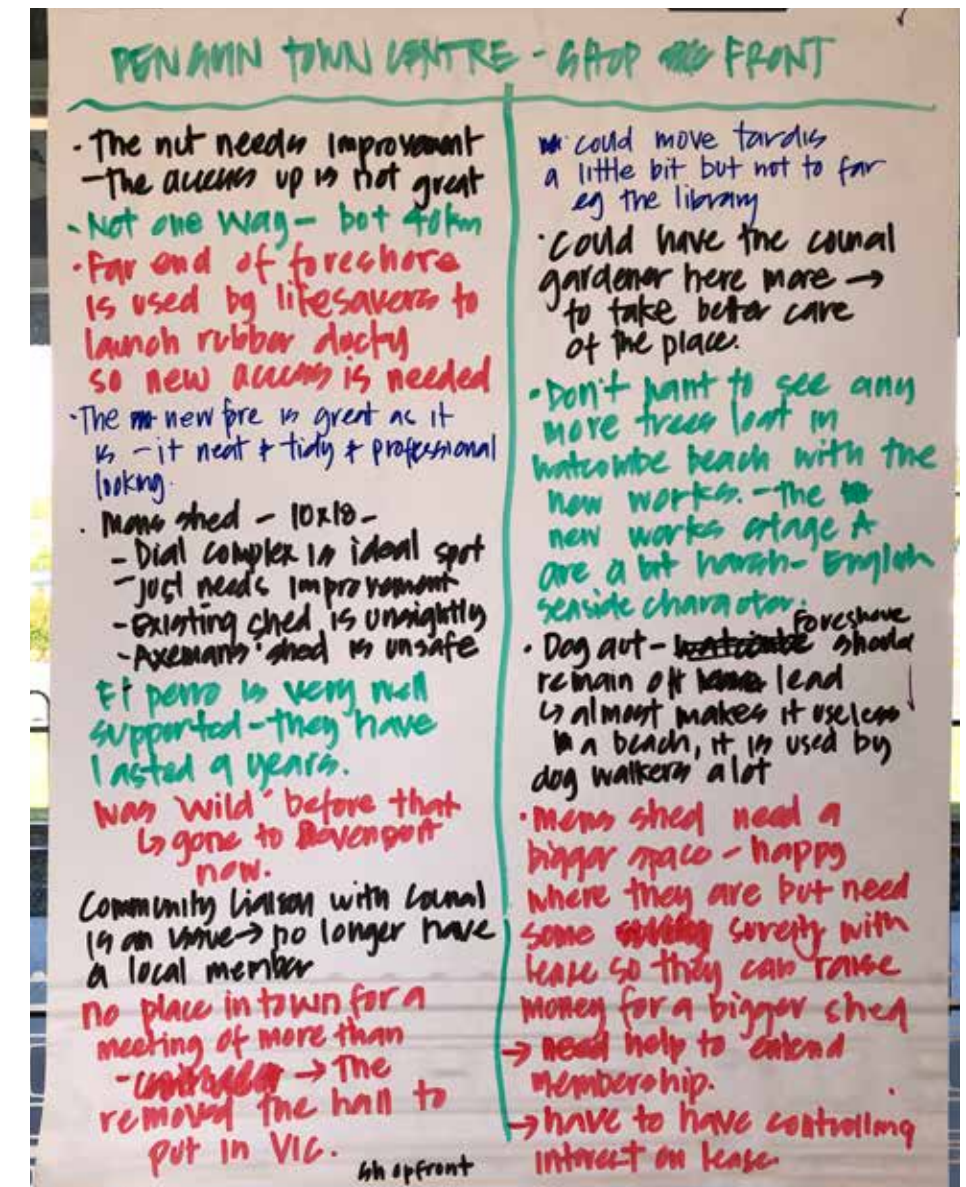 PENGUIN TOWN CENTRE - SHOP FRONT
· The nut needs improvement
- The access up is not great
· Not one way - but 40km
· Far end of foreshore
is used by lifesavers to
launch rubber docky
so new access is needed
· The new pre is great as it
is - it neat + tidy + professional
looking.
· Mens shed - 10x18 -
- Dial complex is ideal spot
- just needs improvement
- Existing shed is unsightly
- Axemans' shed is unsafe
El perro is very well
supported - they have
lasted 9 years.
Was 'wild' before that
↳ gone to Davenport
now.
Community liaison with council
is an issue → no longer have
a local member
no place in town for a
meeting of more than
- → The
removed the hall to
put in VIC.
shopfront
· could move tardis
a little bit but not to far
eg the library
· Could have the council
gardener here more →
to take better care
of the place.
· Don't want to see any
more trees lost in
watcombe beach with the
new works. - the
new works stage A
are a bit harsh - English
seaside character.
· Dog act - foreshore should
remain off lead
↳ almost makes it useless
a beach, it is used by
dog walkers alot
· Mens shed need a
bigger space - happy
where they are but need
some surety with
lease so they can raise
money for a bigger shed
→ need help to extend
membership.
→ have to have controlling
interest on lease.